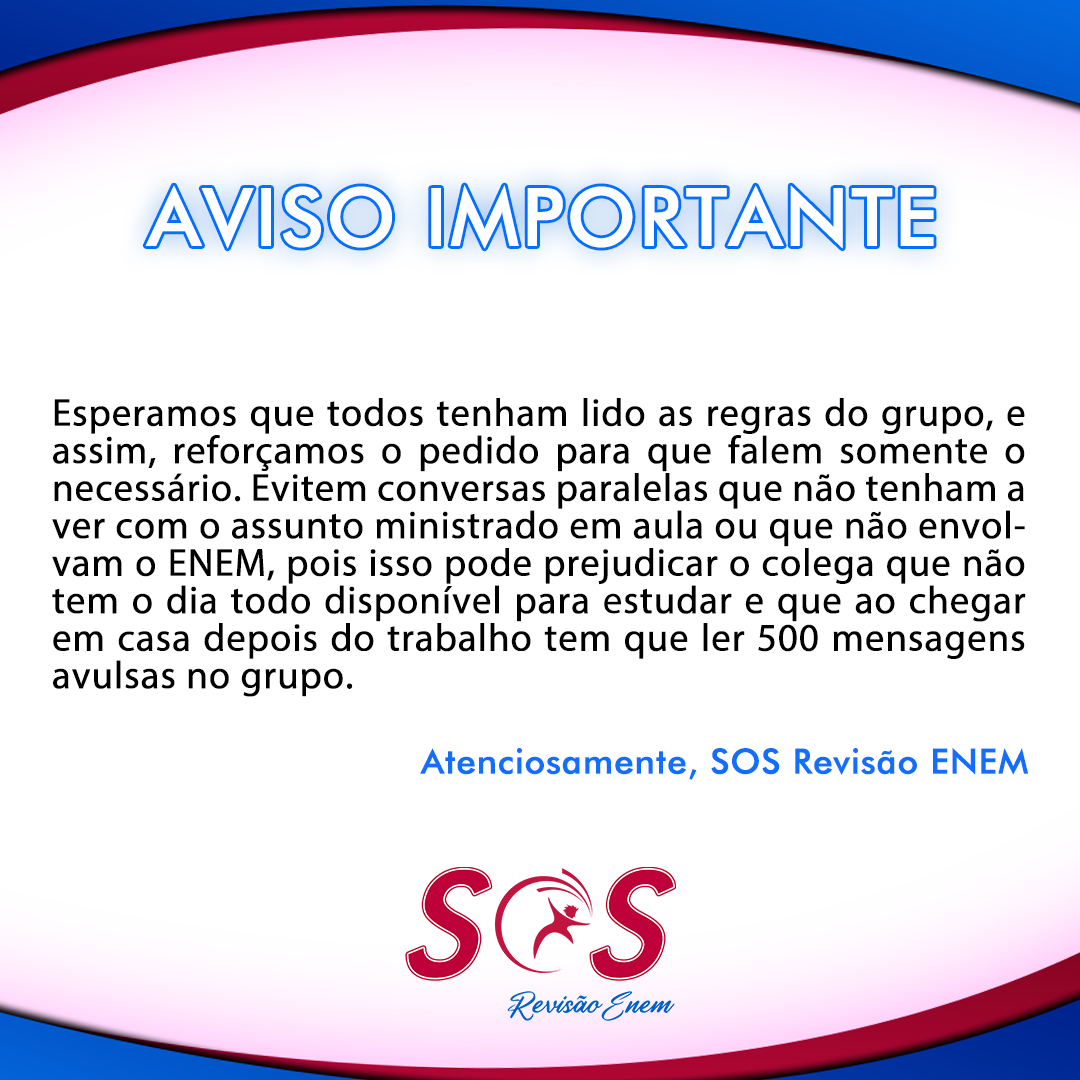 AVISO IMPORTANTE
Esperamos que todos tenham lido as regras do grupo, e
assim, reforçamos o pedido para que falem somente o
necessário. Evitem conversas paralelas que não tenham a
ver com o assunto ministrado em aula ou que não envol-
vam o ENEM, pois isso pode prejudicar o colega que não
tem o dia todo disponível para estudar e que ao chegar
em casa depois do trabalho tem que ler 500 mensagens
avulsas no grupo.
Atenciosamente, SOS Revisão ENEM
SOS
Revisão Enem